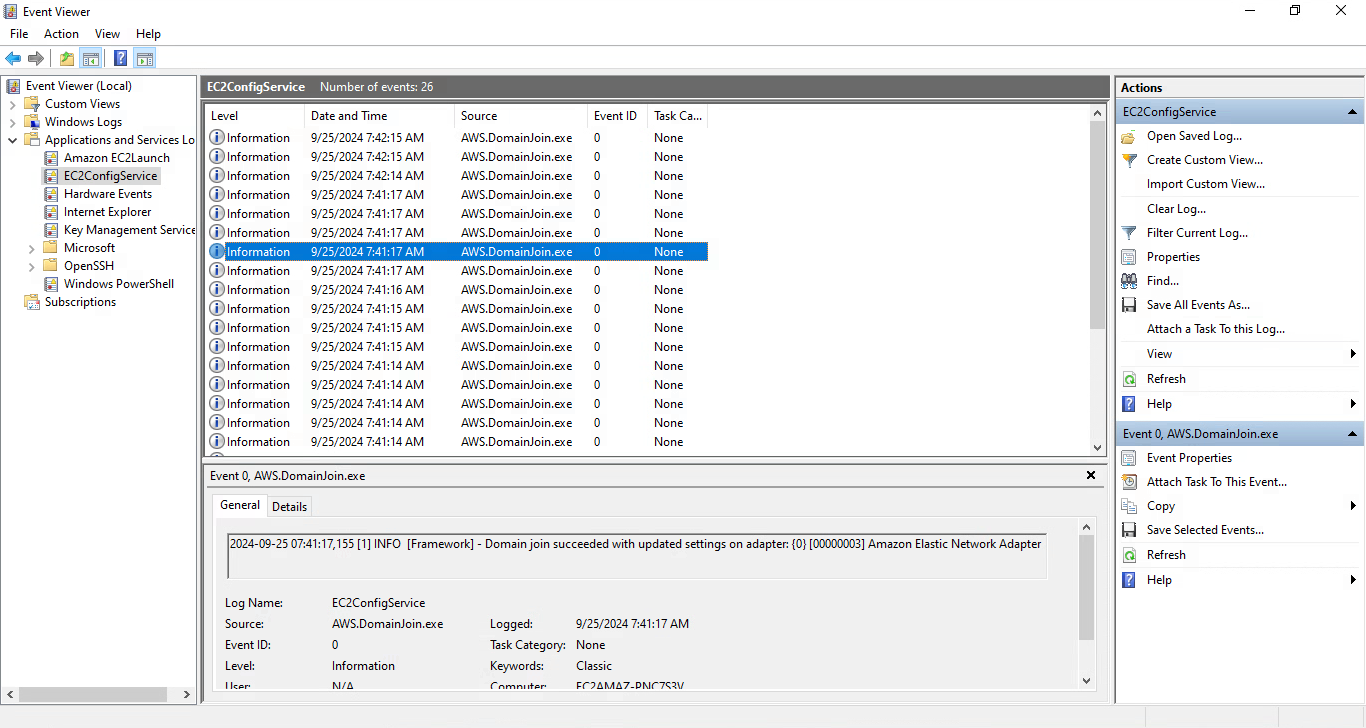 Event Viewer
File Action View Help
Event Viewer (Local)
Custom Views
Windows Logs
Applications and Services Lo
Amazon EC2Launch
EC2ConfigService
Hardware Events
Internet Explorer
Key Management Service
Microsoft
OpenSSH
Windows PowerShell
Subscriptions
EC2ConfigService Number of events: 26
Level Date and Time Source Event ID Task Ca...
Information 9/25/2024 7:42:15 AM AWS.DomainJoin.exe 0 None
Information 9/25/2024 7:42:15 AM AWS.DomainJoin.exe 0 None
Information 9/25/2024 7:42:14 AM AWS.DomainJoin.exe 0 None
Information 9/25/2024 7:41:17 AM AWS.DomainJoin.exe 0 None
Information 9/25/2024 7:41:17 AM AWS.DomainJoin.exe 0 None
Information 9/25/2024 7:41:17 AM AWS.DomainJoin.exe 0 None
Information 9/25/2024 7:41:17 AM AWS.DomainJoin.exe 0 None
Information 9/25/2024 7:41:17 AM AWS.DomainJoin.exe 0 None
Information 9/25/2024 7:41:16 AM AWS.DomainJoin.exe 0 None
Information 9/25/2024 7:41:15 AM AWS.DomainJoin.exe 0 None
Information 9/25/2024 7:41:15 AM AWS.DomainJoin.exe 0 None
Information 9/25/2024 7:41:15 AM AWS.DomainJoin.exe 0 None
Information 9/25/2024 7:41:14 AM AWS.DomainJoin.exe 0 None
Information 9/25/2024 7:41:14 AM AWS.DomainJoin.exe 0 None
Information 9/25/2024 7:41:14 AM AWS.DomainJoin.exe 0 None
Information 9/25/2024 7:41:14 AM AWS.DomainJoin.exe 0 None
Information 9/25/2024 7:41:14 AM AWS.DomainJoin.exe 0 None
Event 0, AWS.DomainJoin.exe
General Details
2024-09-25 07:41:17,155 [1] INFO [Framework] - Domain join succeeded with updated settings on adapter: {0} [00000003] Amazon Elastic Network Adapter
Log Name: EC2ConfigService
Source: AWS.DomainJoin.exe Logged: 9/25/2024 7:41:17 AM
Event ID: 0 Task Category: None
Level: Information Keywords: Classic
User: N/A Computer: EC2AMAZ-PNC7S3V
Actions
EC2ConfigService
Open Saved Log...
Create Custom View...
Import Custom View...
Clear Log...
Filter Current Log...
Properties
Find...
Save All Events As...
Attach a Task To this Log...
View
Refresh
Help
Event 0, AWS.DomainJoin.exe
Event Properties
Attach Task To This Event...
Copy
Save Selected Events...
Refresh
Help